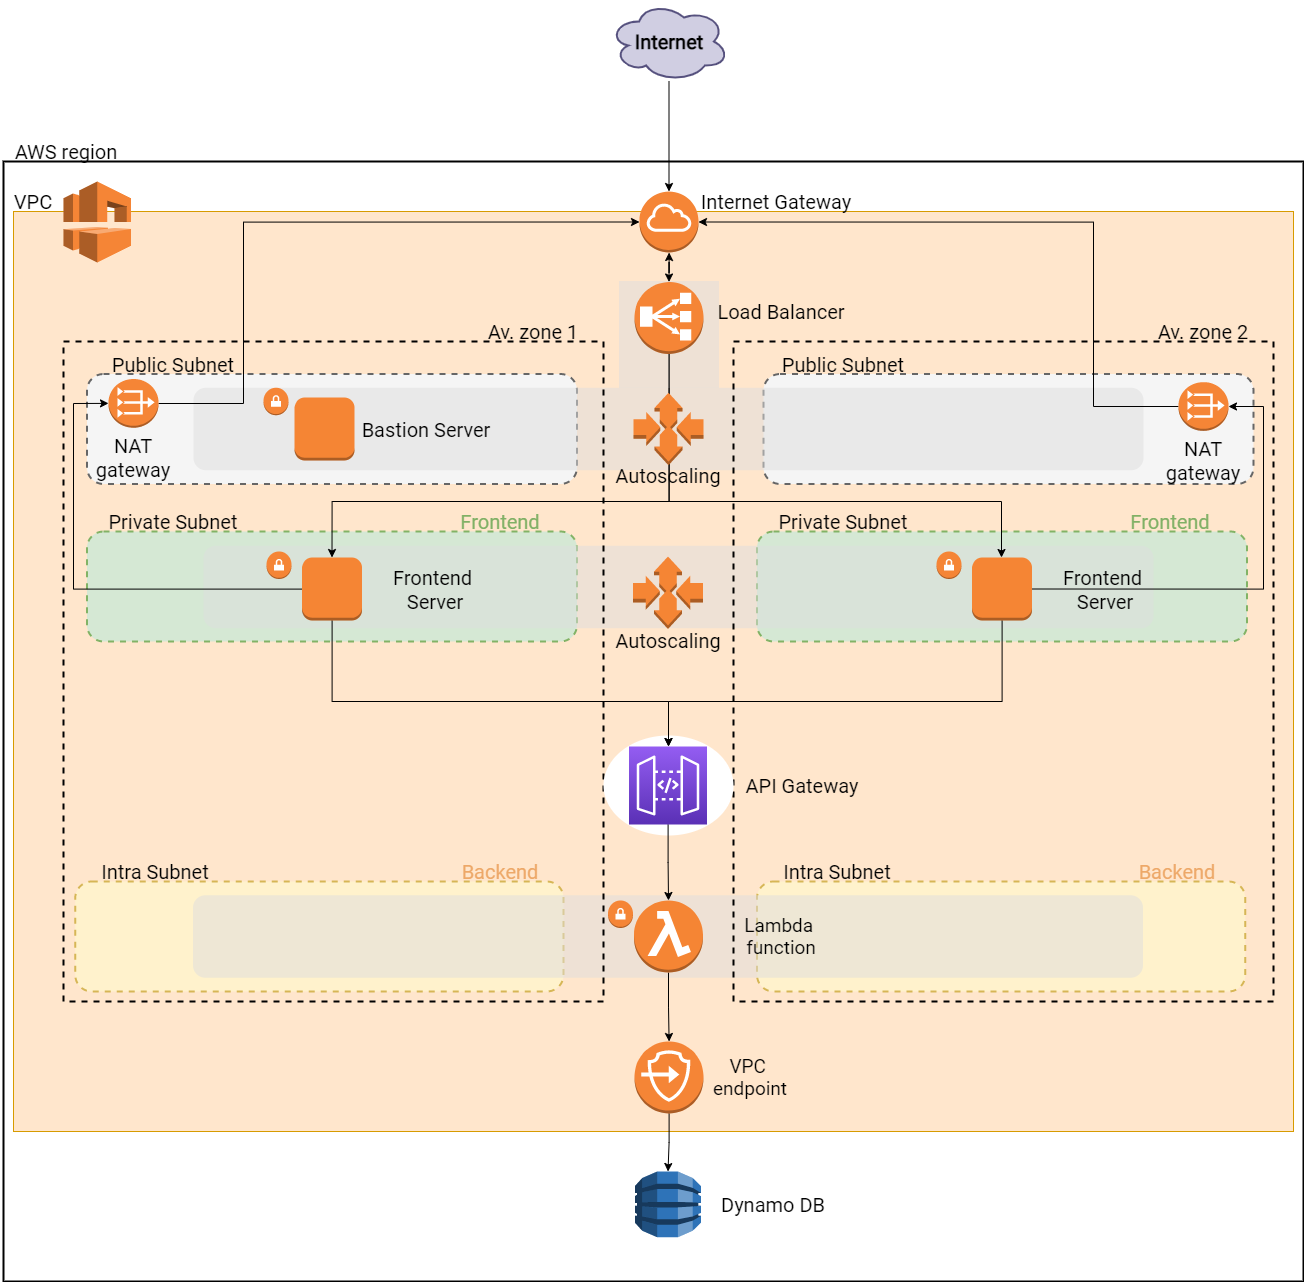 Internet
AWS region
VPC
Internet Gateway
Load Balancer
Av. zone 1
Av. zone 2
Public Subnet
Public Subnet
Bastion Server
NAT
gateway
NAT
gateway
Autoscaling
Private Subnet
Frontend
Private Subnet
Frontend
Frontend
Server
Frontend
Server
Autoscaling
API Gateway
</>
Intra Subnet
Backend
Intra Subnet
Backend
Lambda
function
VPC
endpoint
Dynamo DB